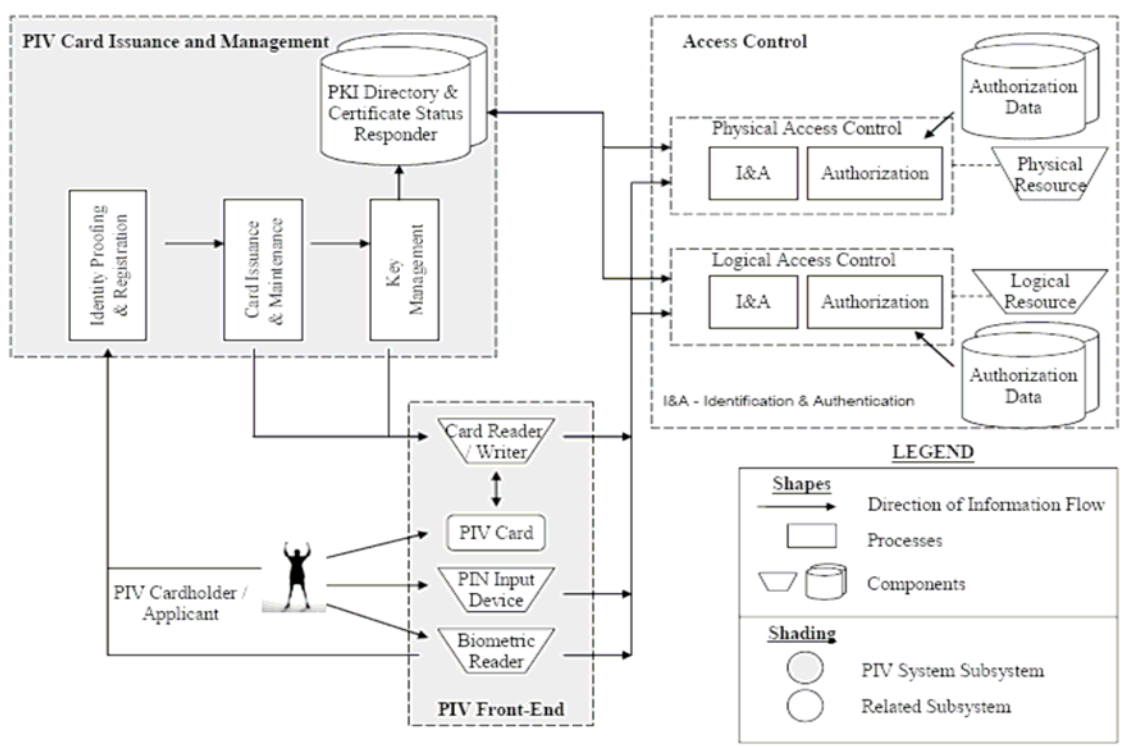 PIV Card Issuance and Management
PKI Directory &
Certificate Status
Responder
Identity Proofing
& Registration
Card Issuance
& Maintenance
Key
Management
Access Control
Authorization
Data
Physical Access Control
I&A
Authorization
Physical
Resource
Logical Access Control
I&A
Authorization
Logical
Resource
Authorization
Data
I&A - Identification & Authentication
Card Reader
/ Writer
PIV Card
PIN Input
Device
Biometric
Reader
PIV Front-End
PIV Cardholder /
Applicant
LEGEND
Shapes
Direction of Information Flow
Processes
Components
Shading
PIV System Subsystem
Related Subsystem